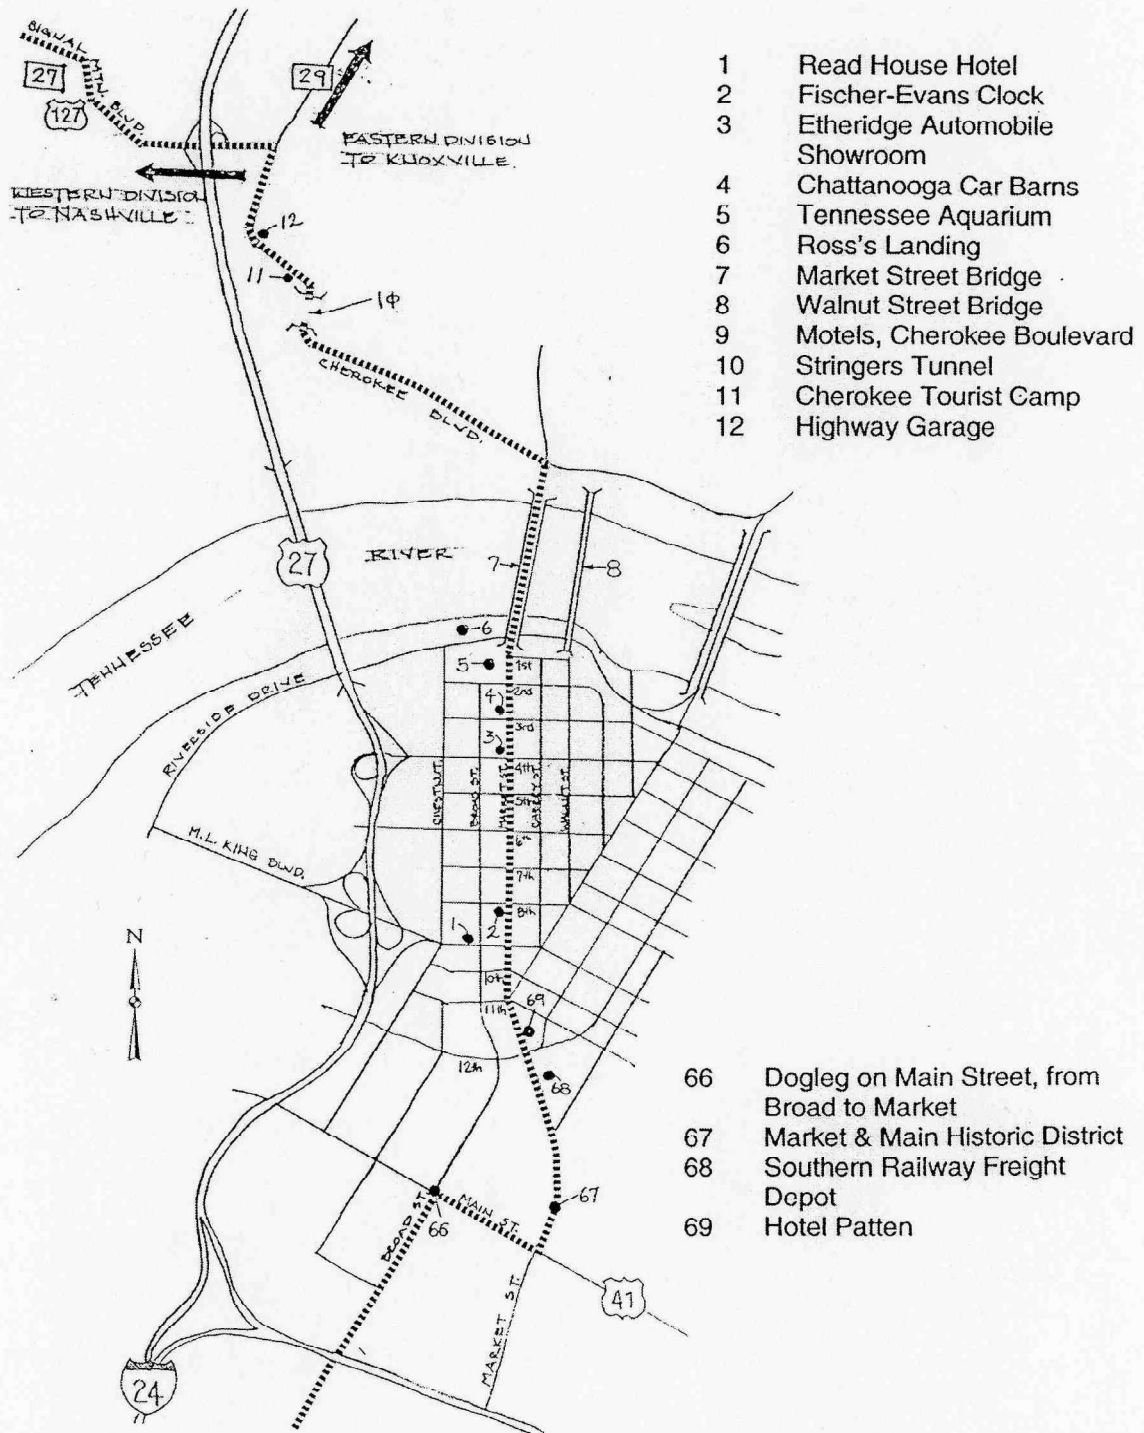 1 Read House Hotel
2 Fischer-Evans Clock
3 Etheridge Automobile
Showroom
4 Chattanooga Car Barns
5 Tennessee Aquarium
6 Ross's Landing
7 Market Street Bridge
8 Walnut Street Bridge
9 Motels, Cherokee Boulevard
10 Stringers Tunnel
11 Cherokee Tourist Camp
12 Highway Garage
SIGNAL MTN. BLVD.
27
127
29
EASTERN DIVISION
TO KNOXVILLE
WESTERN DIVISION
TO NASHVILLE
12
11
10
CHEROKEE BLVD.
27
RIVER
7
8
TENNESSEE
6
5
1st
RIVERSIDE DRIVE
4
2nd
3rd
3
4th
CHESTNUT
BROAD ST.
MARKET ST.
CHERRY ST.
WALNUT ST.
5th
6th
M.L. KING BLVD.
7th
8th
1
2
N
10th
69
11th
12th
68
66 Dogleg on Main Street, from
Broad to Market
67 Market & Main Historic District
68 Southern Railway Freight
Depot
69 Hotel Patten
67
MAIN ST.
66
BROAD ST.
41
MARKET ST.
24